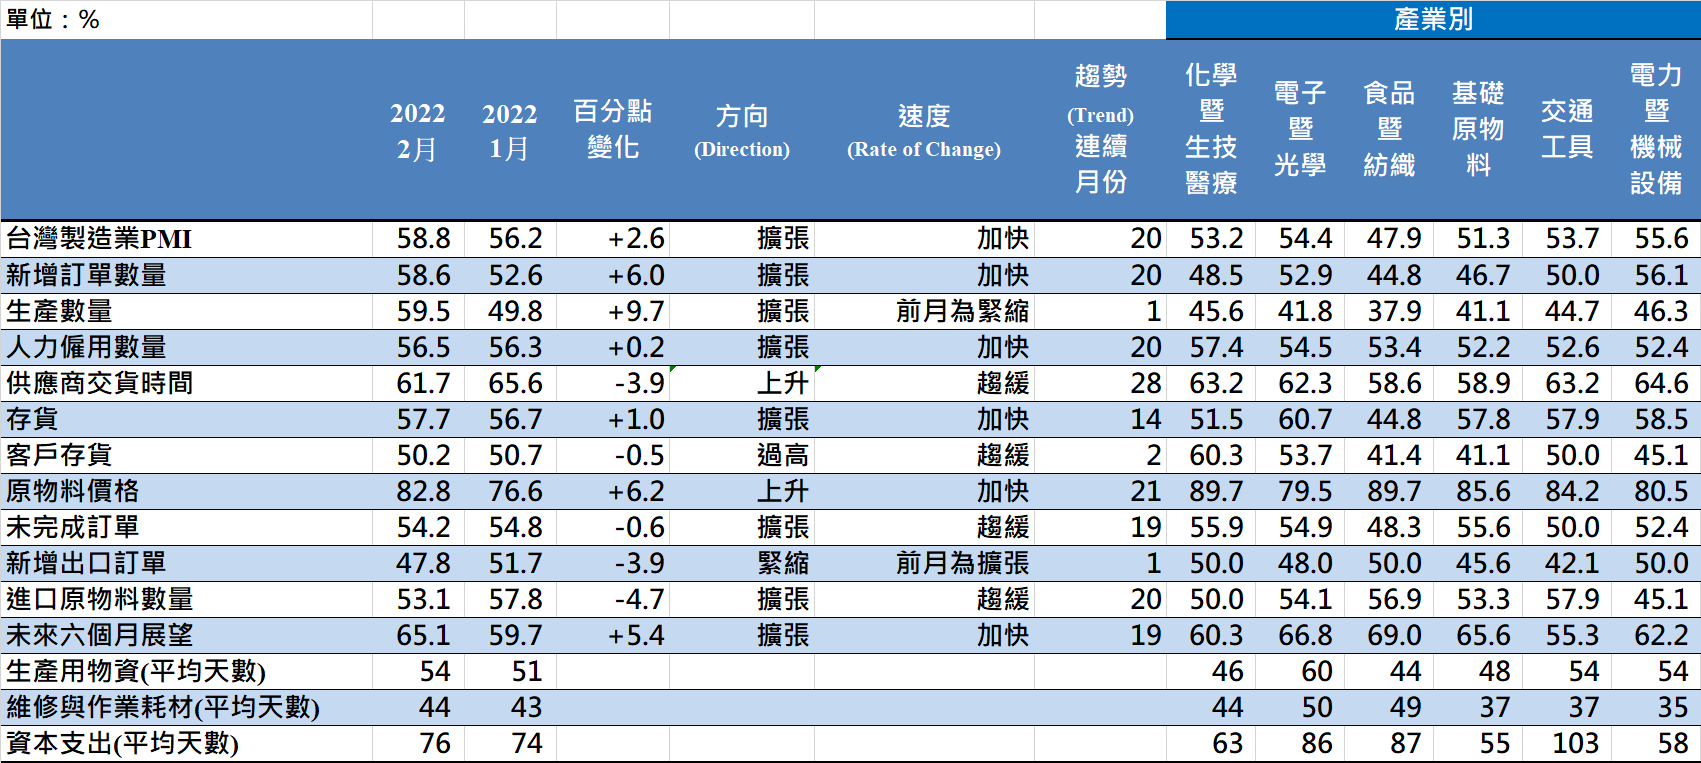 單位：% 產業別
2022 2月 2022 1月 百分點變化 方向 (Direction) 速度 (Rate of Change) 趨勢 (Trend) 連續月份 化學暨生技醫療 電子暨光學 食品暨紡織 基礎原物料 交通工具 電力暨機械設備
台灣製造業PMI 58.8 56.2 +2.6 擴張 加快 20 53.2 54.4 47.9 51.3 53.7 55.6
新增訂單數量 58.6 52.6 +6.0 擴張 加快 20 48.5 52.9 44.8 46.7 50.0 56.1
生產數量 59.5 49.8 +9.7 擴張 前月為緊縮 1 45.6 41.8 37.9 41.1 44.7 46.3
人力僱用數量 56.5 56.3 +0.2 擴張 加快 20 57.4 54.5 53.4 52.2 52.6 52.4
供應商交貨時間 61.7 65.6 -3.9 上升 趨緩 28 63.2 62.3 58.6 58.9 63.2 64.6
存貨 57.7 56.7 +1.0 擴張 加快 14 51.5 60.7 44.8 57.8 57.9 58.5
客戶存貨 50.2 50.7 -0.5 過高 趨緩 2 60.3 53.7 41.4 41.1 50.0 45.1
原物料價格 82.8 76.6 +6.2 上升 加快 21 89.7 79.5 89.7 85.6 84.2 80.5
未完成訂單 54.2 54.8 -0.6 擴張 趨緩 19 55.9 54.9 48.3 55.6 50.0 52.4
新增出口訂單 47.8 51.7 -3.9 緊縮 前月為擴張 1 50.0 48.0 50.0 45.6 42.1 50.0
進口原物料數量 53.1 57.8 -4.7 擴張 趨緩 20 50.0 54.1 56.9 53.3 57.9 45.1
未來六個月展望 65.1 59.7 +5.4 擴張 加快 19 60.3 66.8 69.0 65.6 55.3 62.2
生產用物資(平均天數) 54 51 46 60 44 48 54 54
維修與作業耗材(平均天數) 44 43 44 50 49 37 37 35
資本支出(平均天數) 76 74 63 86 87 55 103 58